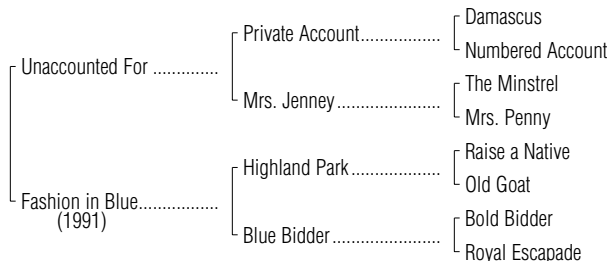 Damascus
Private Account..................
Numbered Account
Unaccounted For ..............
The Minstrel
Mrs. Jenney.......................
Mrs. Penny
Raise a Native
Highland Park.....................
Old Goat
Fashion in Blue.................
(1991)
Bold Bidder
Blue Bidder........................
Royal Escapade